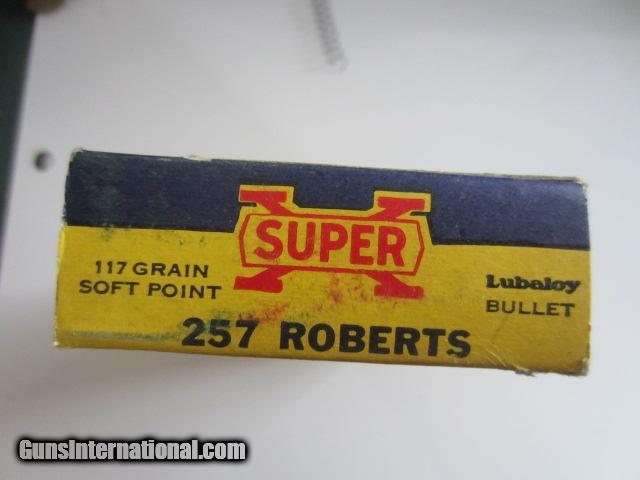 SUPER X
117 GRAIN
SOFT POINT
Lubaloy
BULLET
257 ROBERTS
GunsInternational.com